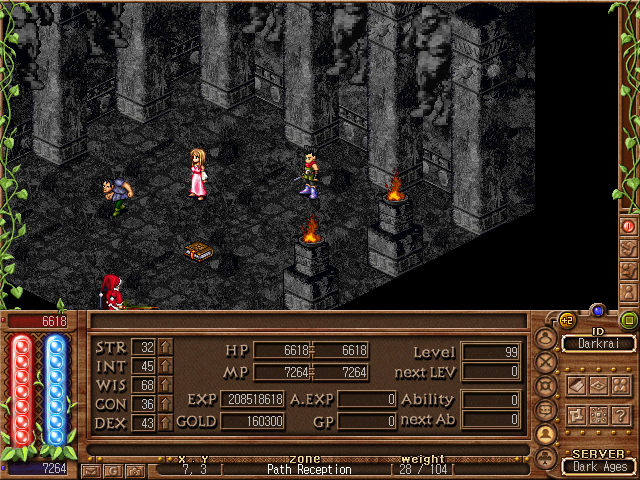 6618
+2
ID
Darkrai
STR 32 HP 6618 6618 Level 99
INT 45 MP 7264 7264 next LEV 0
WIS 68
CON 36 EXP 208518618 A.EXP 0 Ability 0
DEX 43 GOLD 160300 GP 0 next Ab 0
?
7264
G
x . y zone weight
7, 3 Path Reception 28 / 104
SERVER
Dark Ages